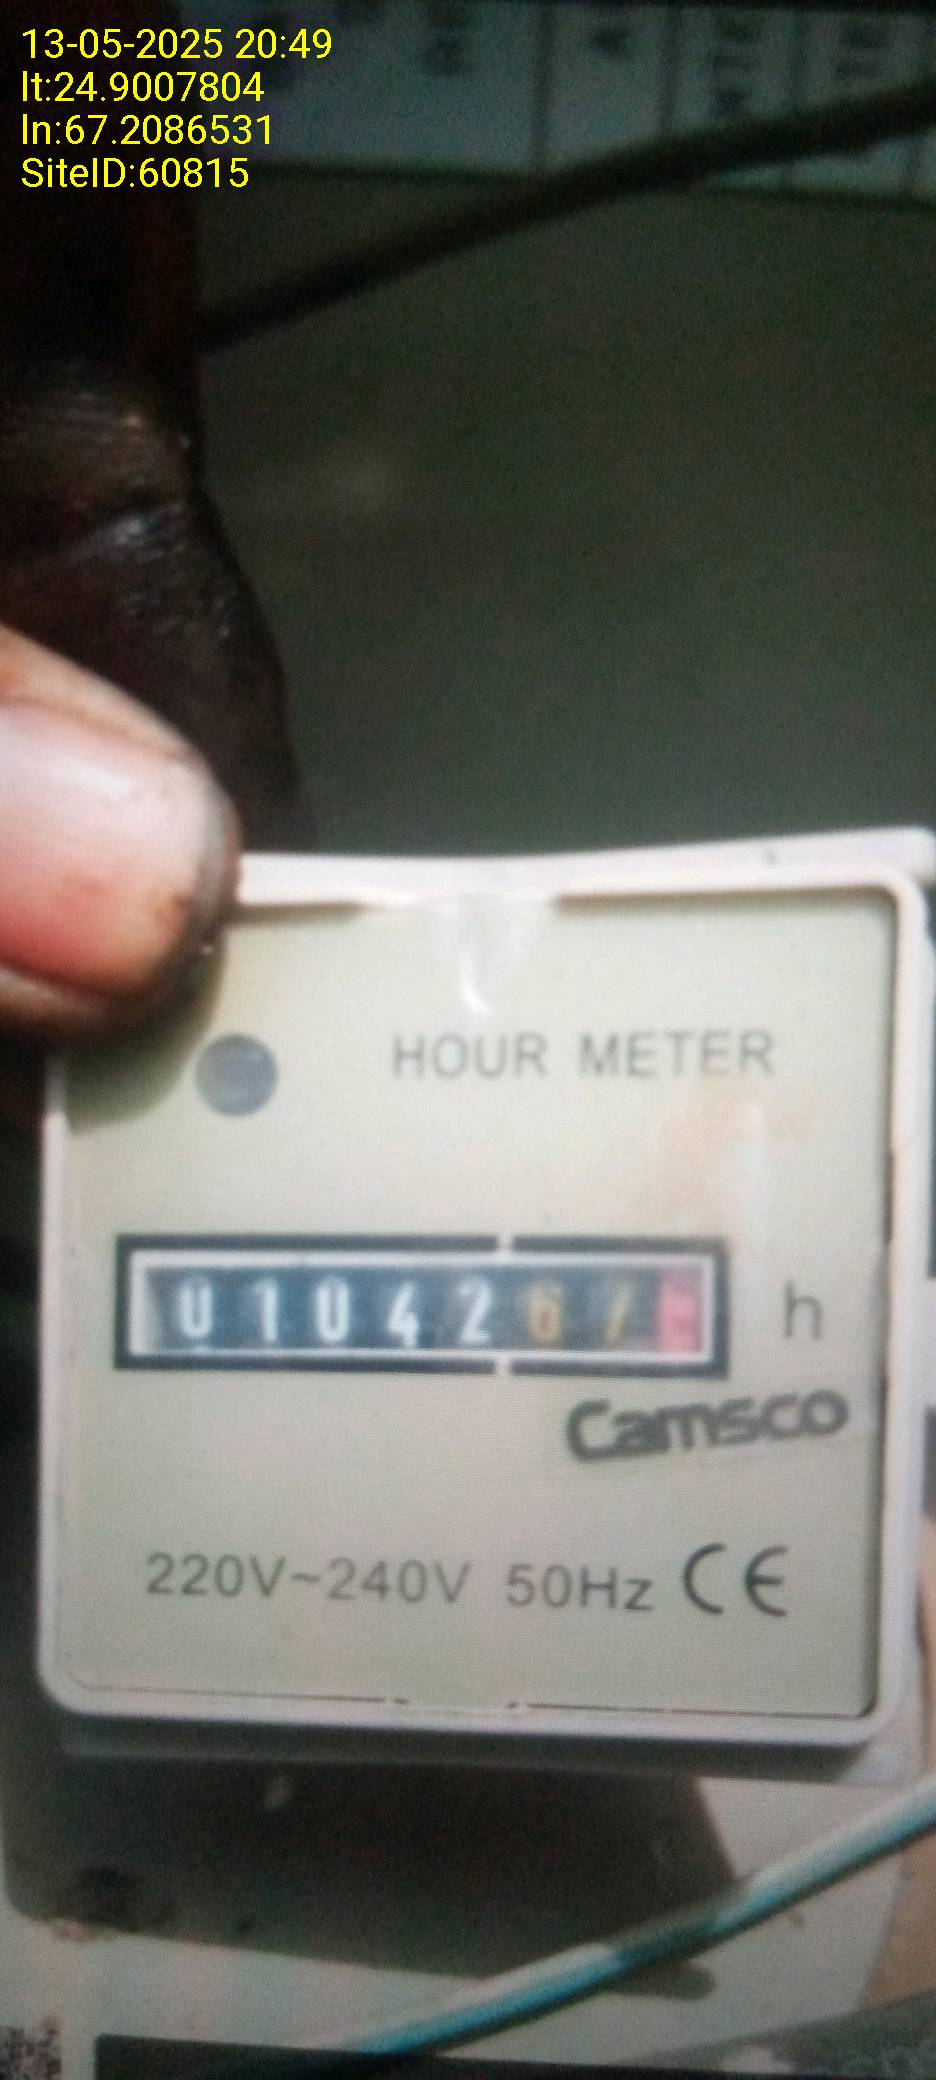 13-05-2025 20:49
lt:24.9007804
ln:67.2086531
SiteID:60815
HOUR METER
0104267 h
Camsco
220V~240V 50Hz CE